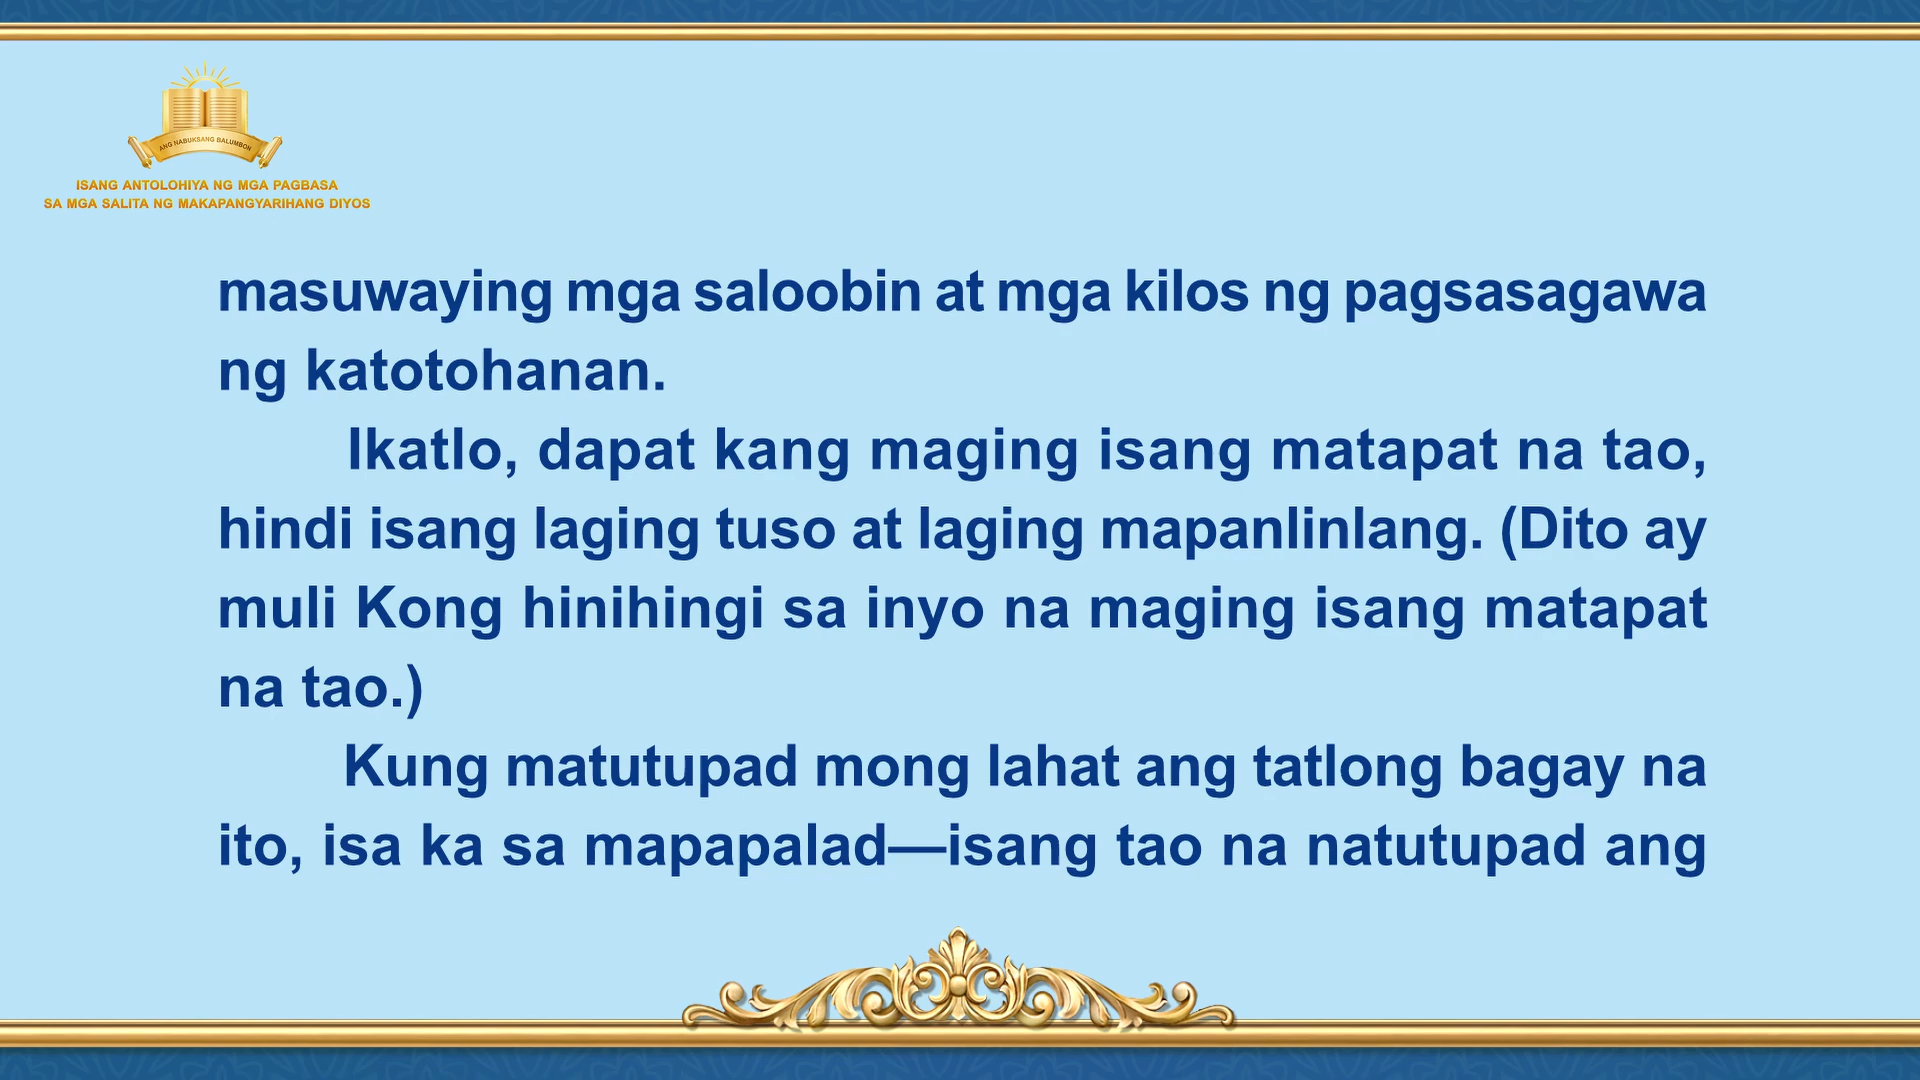 ANG NABUKSANG BALUMBON
ISANG ANTOLOHIYA NG MGA PAGBASA
SA MGA SALITA NG MAKAPANGYARIHANG DIYOS
masuwaying mga saloobin at mga kilos ng pagsasagawa
ng katotohanan.
Ikatlo, dapat kang maging isang matapat na tao,
hindi isang laging tuso at laging mapanlinlang. (Dito ay
muli Kong hinihingi sa inyo na maging isang matapat
na tao.)
Kung matutupad mong lahat ang tatlong bagay na
ito, isa ka sa mapapalad—isang tao na natutupad ang